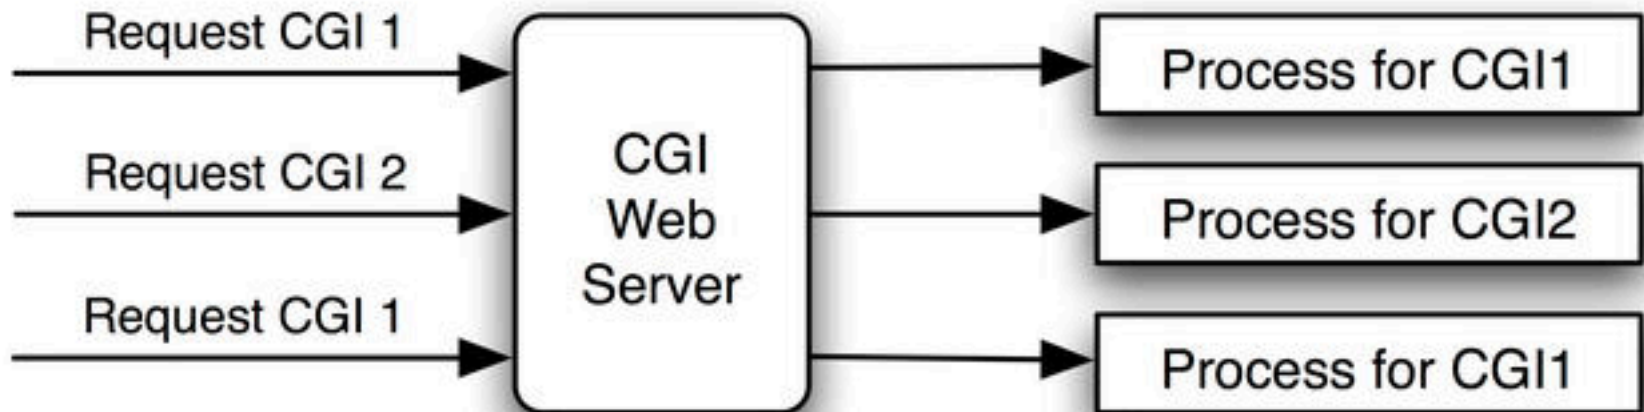 Request CGI 1
Request CGI 2
Request CGI 1
CGI
Web
Server
Process for CGI1
Process for CGI2
Process for CGI1